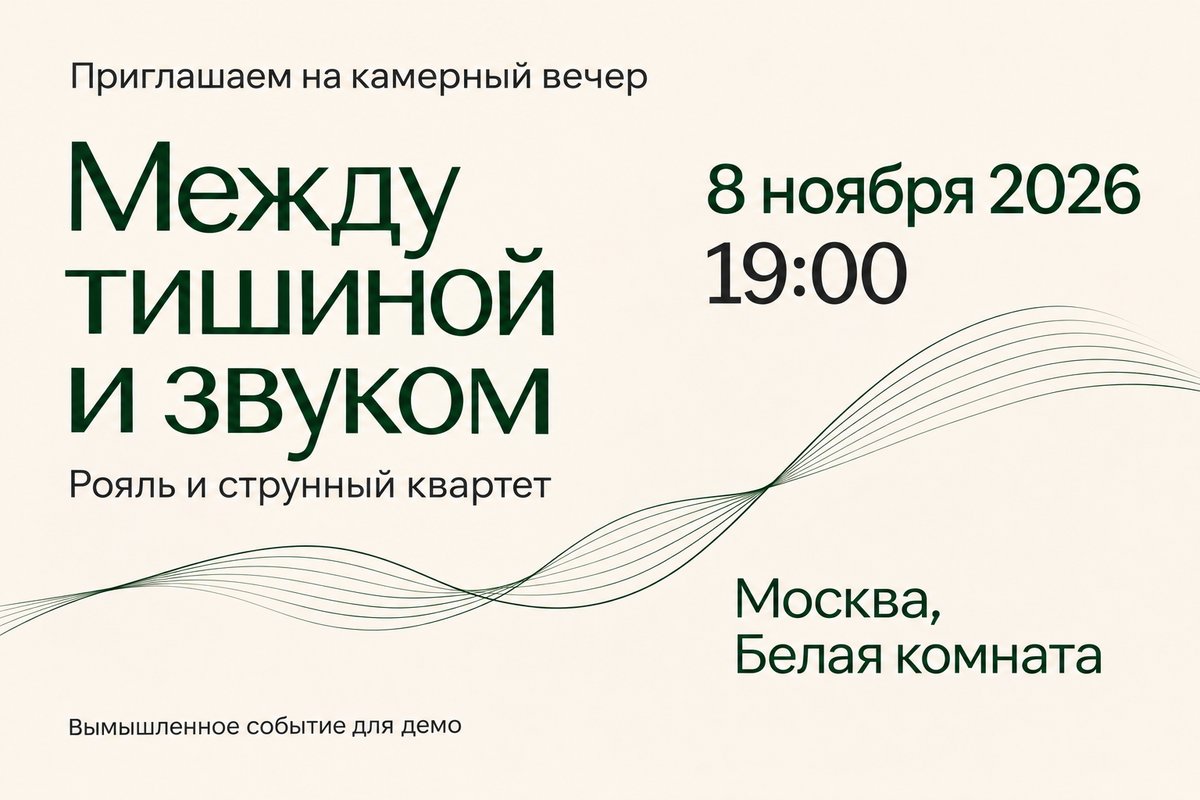 Приглашаем на камерный вечер
Между
тишиной
и звуком
Рояль и струнный квартет
8 ноября 2026
19:00
Москва,
Белая комната
Вымышленное событие для демо